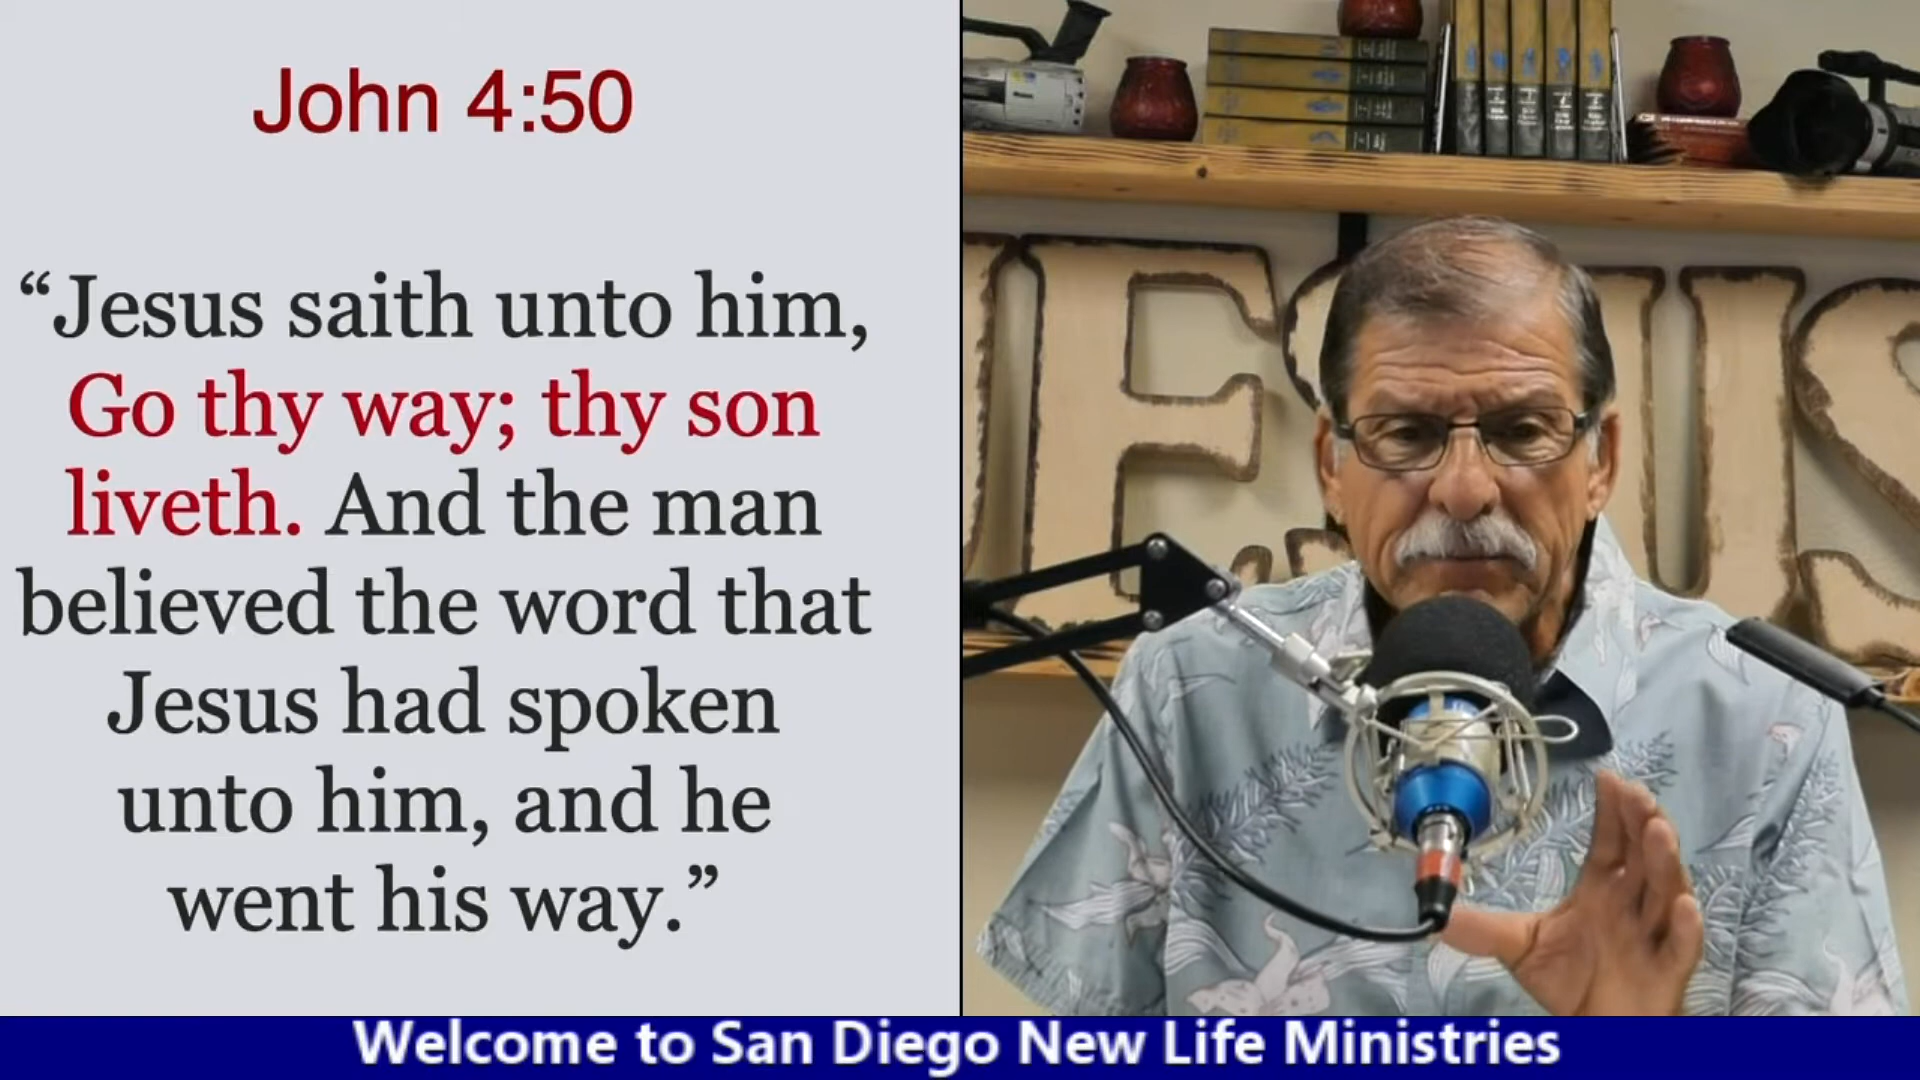 John 4:50
“Jesus saith unto him,
Go thy way; thy son
liveth. And the man
believed the word that
Jesus had spoken
unto him, and he
went his way.”
JESUS
Welcome to San Diego New Life Ministries